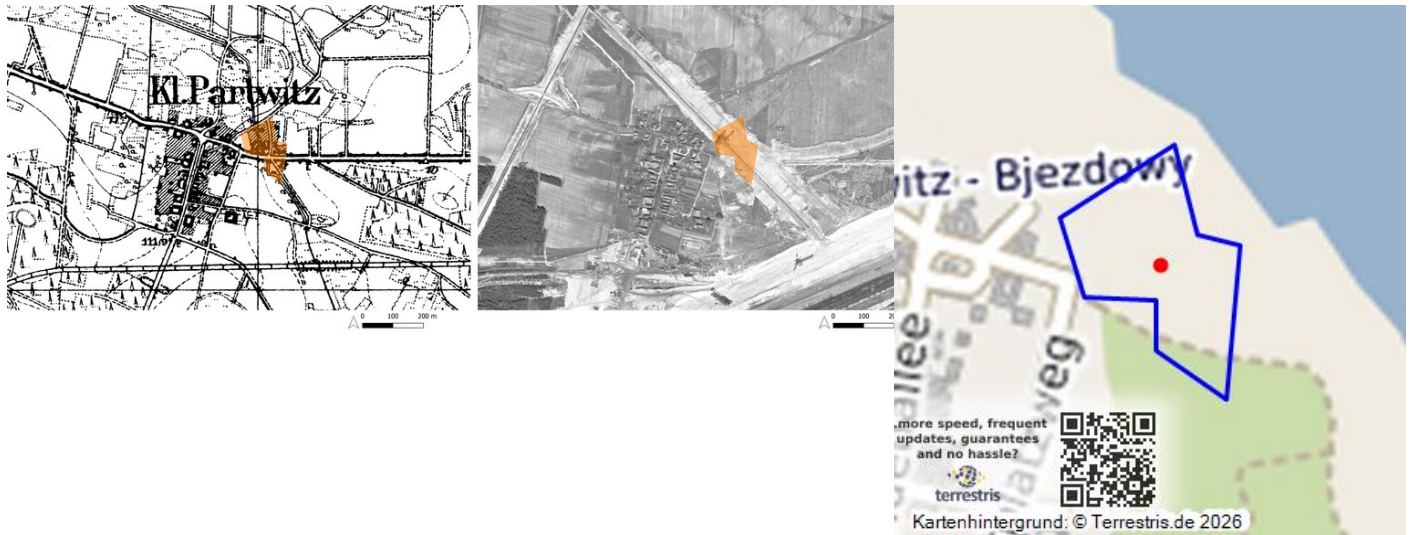 Kl.Partwitz
111,9
0 100 200 m
0 100 200
witz - Bjezdowy
allee
weg
.more speed, frequent
updates, guarantees
and no hassle?
terrestris
Kartenhintergrund: © Terrestris.de 2026